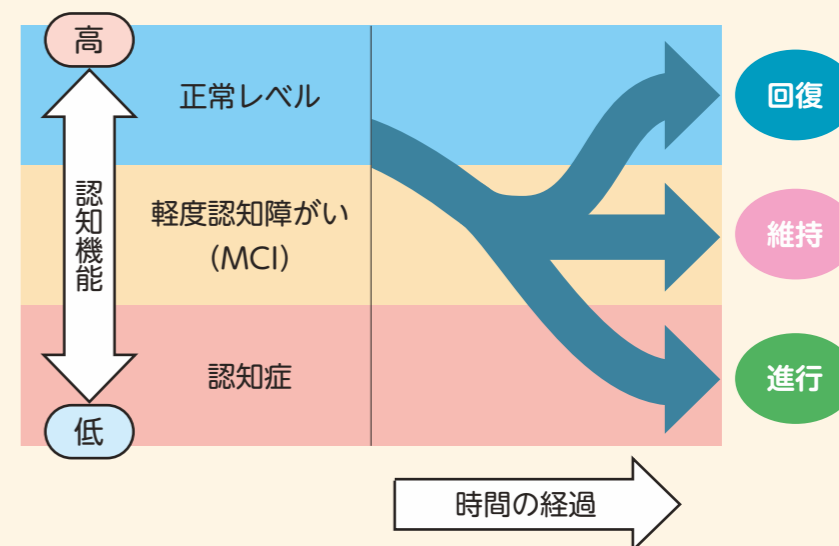 高
正常レベル
回復
認知機能
軽度認知障がい
(MCI)
維持
認知症
進行
低
時間の経過